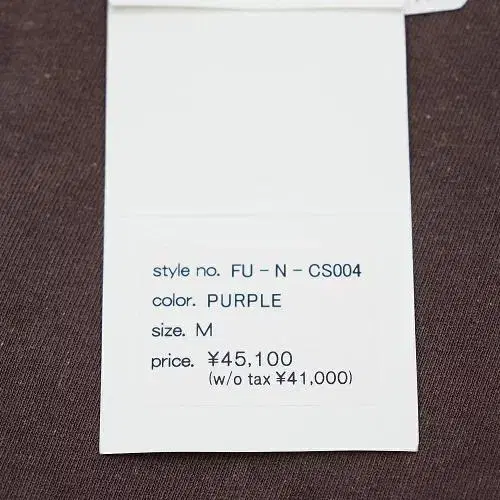 style no. FU - N - CS004
color. PURPLE
size. M
price. ¥45,100
(w/o tax ¥41,000)